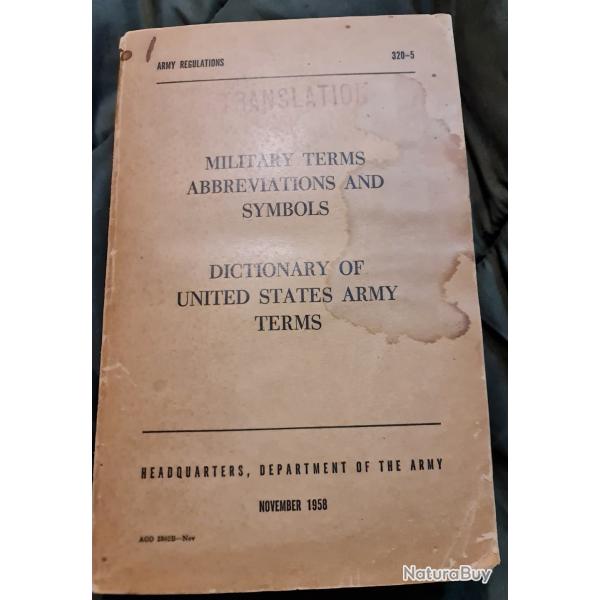 ARMY REGULATIONS 320-5
TRANSLATION
MILITARY TERMS
ABBREVIATIONS AND
SYMBOLS
DICTIONARY OF
UNITED STATES ARMY
TERMS
HEADQUARTERS, DEPARTMENT OF THE ARMY
NOVEMBER 1958
AGO
NaturaBuy